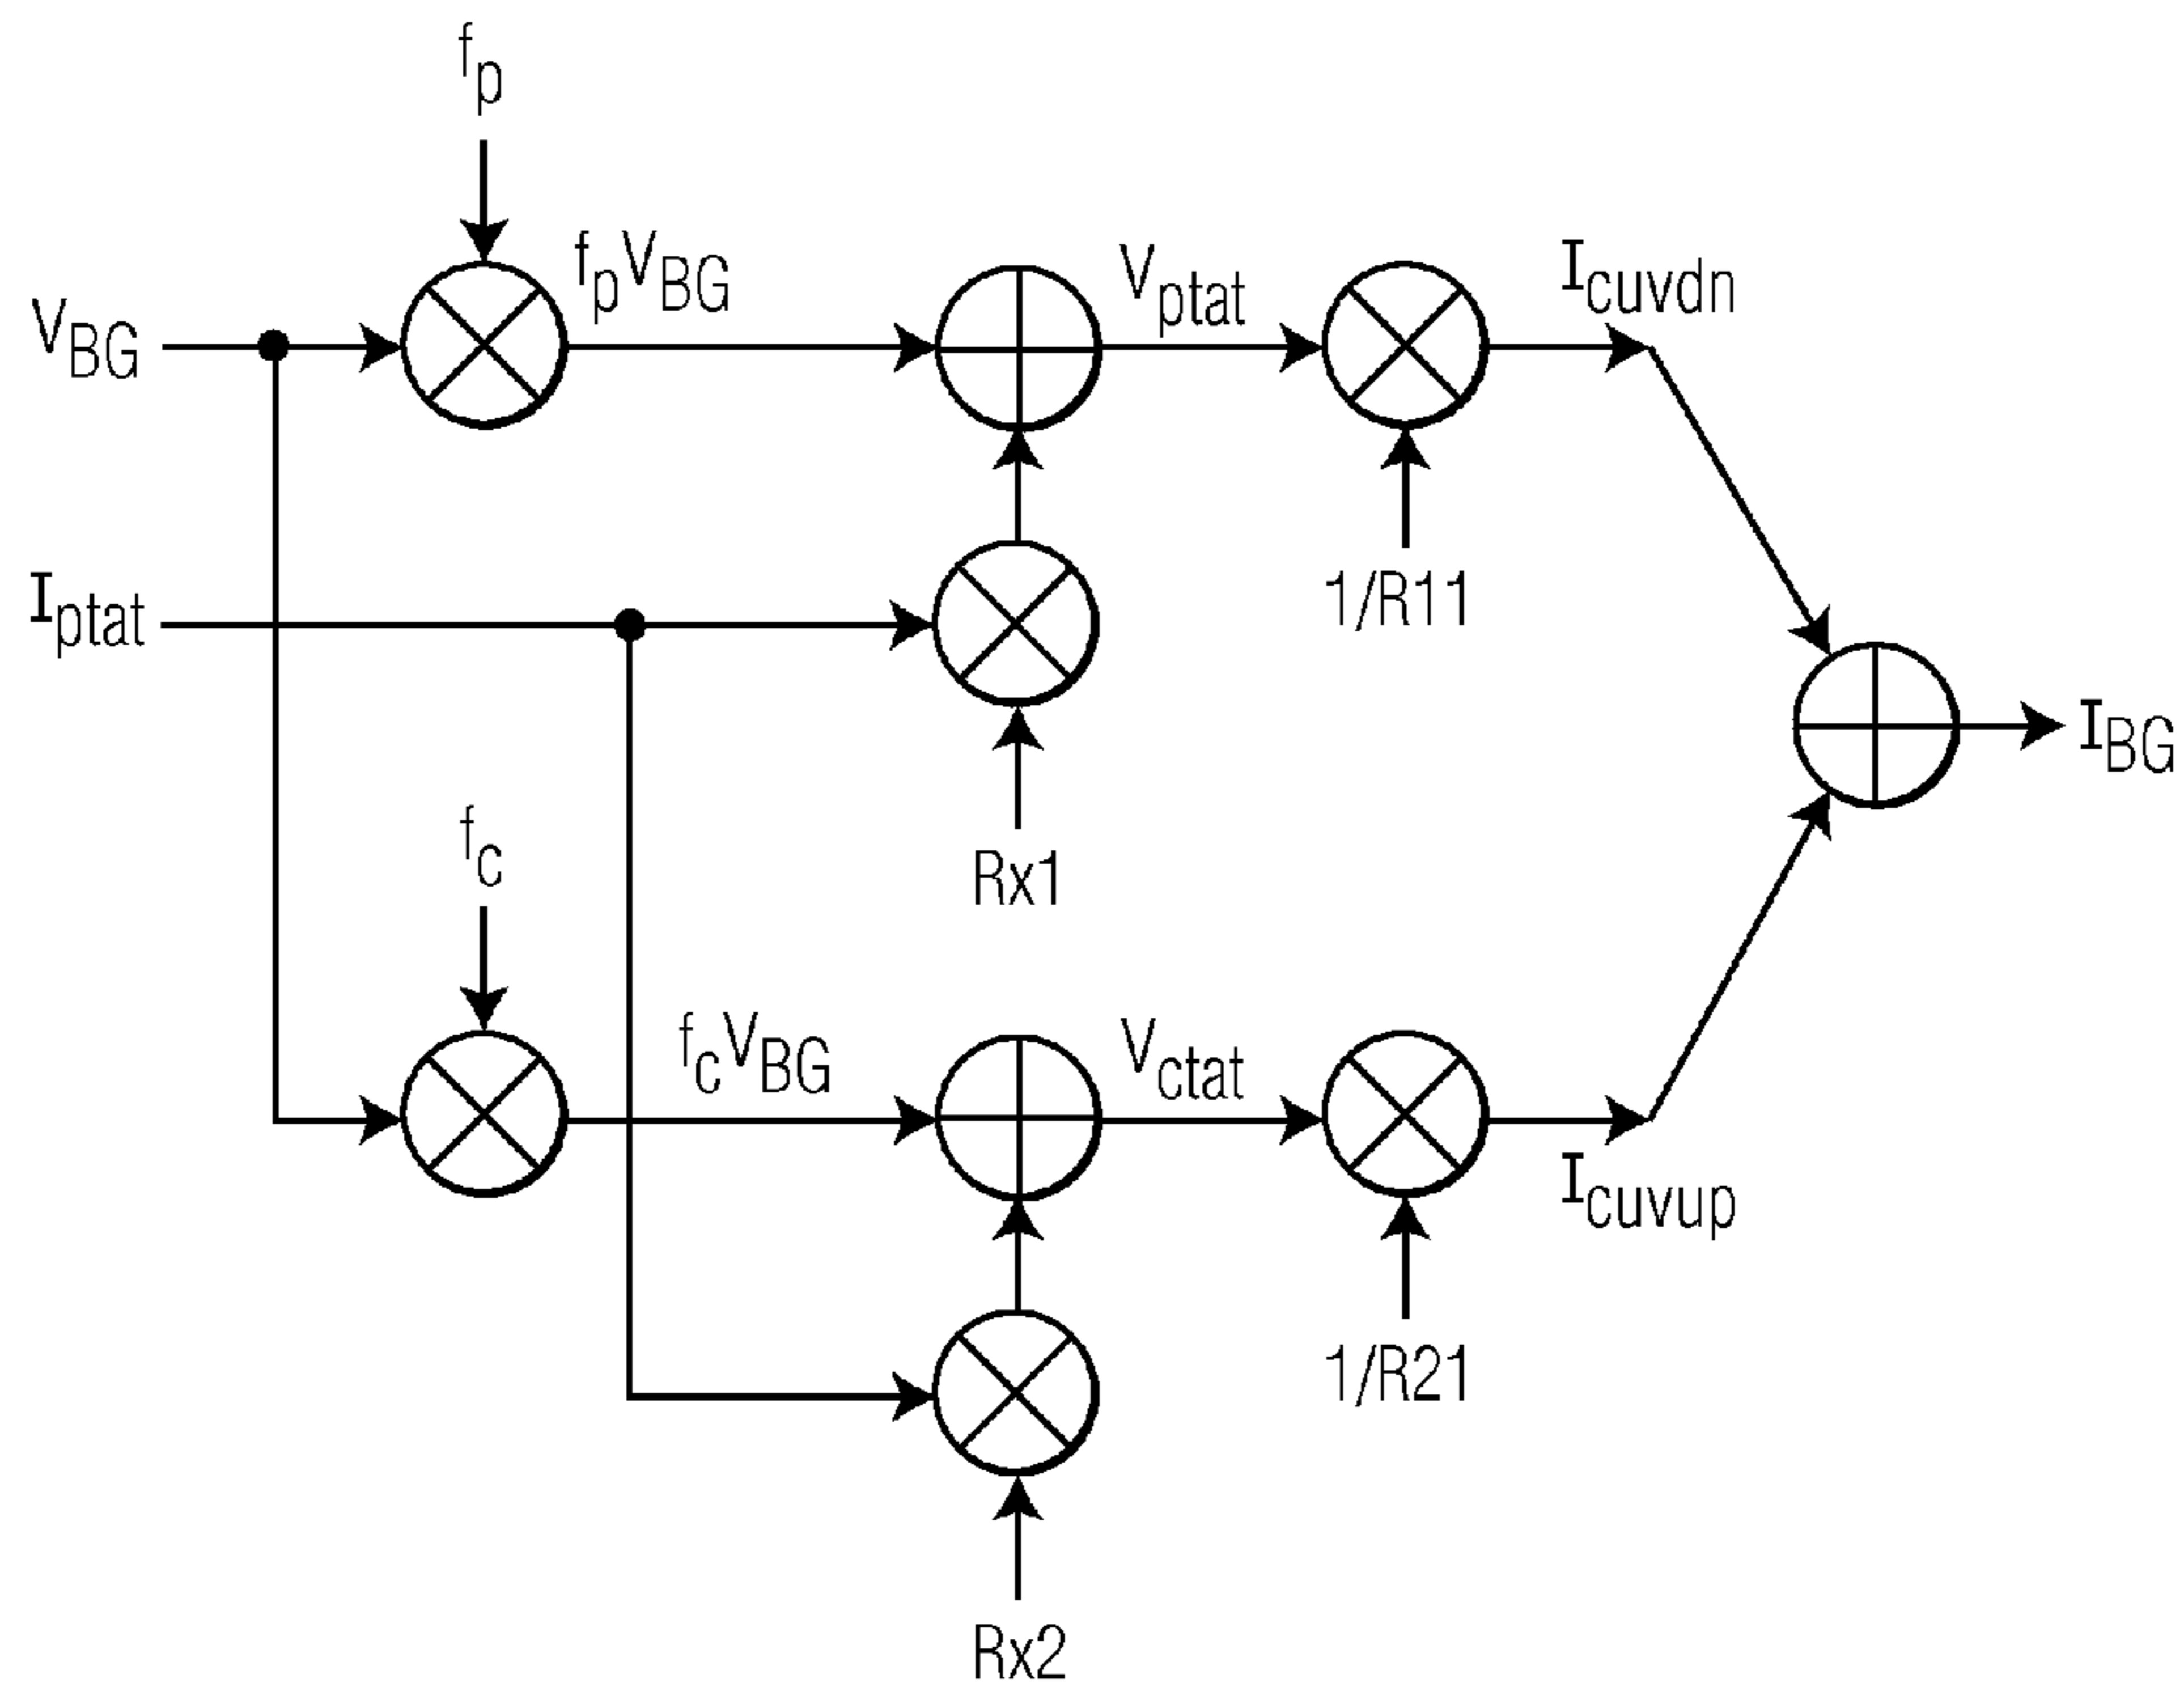 fp
fpVBG
Vptat
Icuvdn
VBG
Iptat
1/R11
IBG
Rx1
fc
fcVBG
Vctat
Icuvup
1/R21
Rx2